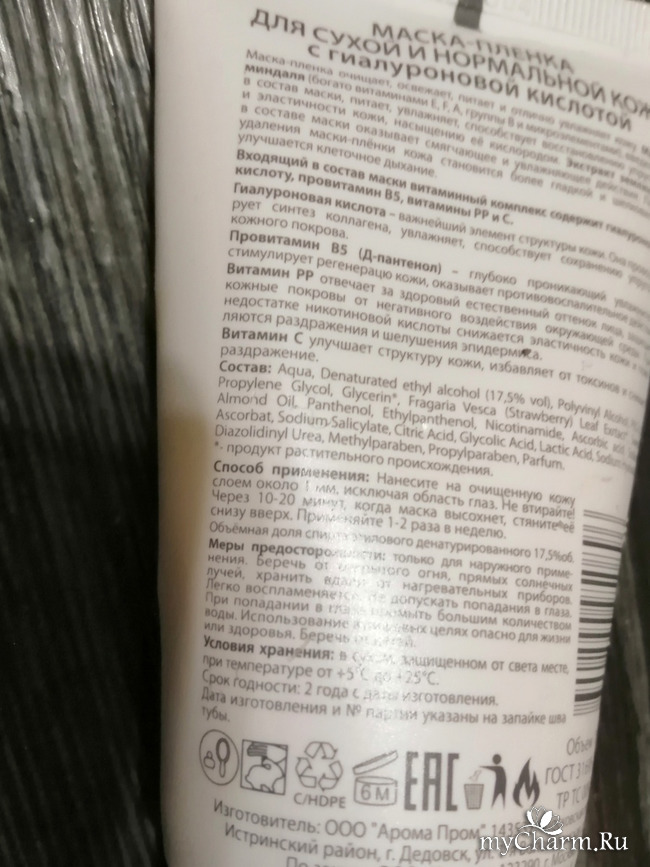 МАСКА-ПЛЕНКА
ДЛЯ СУХОЙ И НОРМАЛЬНОЙ
С ГИАЛУРОНОВОЙ КИСЛОТОЙ
Маска-пленка очищает, освежает, питает и отлично увлажняет кожу.
миндаля (богато витаминами Е, F, А, группы В и микроэлементами),
в состав маски, питает, увлажняет, способствует восстановлению
и эластичности кожи, насыщению её кислородом. Экстракт
в составе маски оказывает смягчающее и увлажняющее действие.
удаления маски-плёнки кожа становится более гладкой и
улучшается клеточное дыхание.
Входящий в состав маски витаминный комплекс содержит
кислоту, провитамин В5, витамины РР и С.
Гиалуроновая кислота – важнейший элемент структуры кожи. Она
рует синтез коллагена, увлажняет, способствует сохранению
кожного покрова.
Провитамин В5 (Д-пантенол) – глубоко проникающий
стимулирует регенерацю кожи, оказывает противовоспалительное
Витамин РР отвечает за здоровый естественный оттенок лица,
кожные покровы от негативного воздействия окружающей среды.
недостатке никотиновой кислоты снижается эластичность кожи и
ляются раздражения и шелушения эпидермиса.
Витамин С улучшает структуру кожи, избавляет от токсинов и
раздражение.
Состав: Aqua, Denaturated ethyl alcohol (17,5% vol), Polyvinyl Alcohol,
Propylene Glycol, Glycerin*, Fragaria Vesca (Strawberry) Leaf Extract*,
Almond Oil, Panthenol, Ethylpanthenol, Nicotinamide, Ascorbic acid,
Ascorbat, Sodium-Salicylate, Citric Acid, Glycolic Acid, Lactic Acid, Sodium
Diazolidinyl Urea, Methylparaben, Propylparaben, Parfum.
*- продукт растительного происхождения.
Способ применения: Нанесите на очищенную кожу
слоем около 1 мм, исключая область глаз. Не втирайте!
Через 10-20 минут, когда маска высохнет, стяните её
снизу вверх. Применяйте 1-2 раза в неделю.
Объёмная доля спирта этилового денатурированного 17,5%об.
Меры предосторожности: только для наружного приме-
нения. Беречь от открытого огня, прямых солнечных
лучей, хранить вдали от нагревательных приборов.
Легко воспламеняется. Не допускать попадания в глаза.
При попадании в глаза промыть большим количеством
воды. Использование в иных целях опасно для жизни
или здоровья. Беречь от детей.
Условия хранения: в сухом, защищенном от света месте,
при температуре от +5°С до +25°С.
Срок годности: 2 года с даты изготовления.
Дата изготовления и № партии указаны на запайке шва
тубы.
C/HDPE
6 М
EAC
Объем
ГОСТ
ТР ТС
Изготовитель: ООО "Арома Пром",
Истринский район, г. Дедовск, ул.
myCharm.Ru